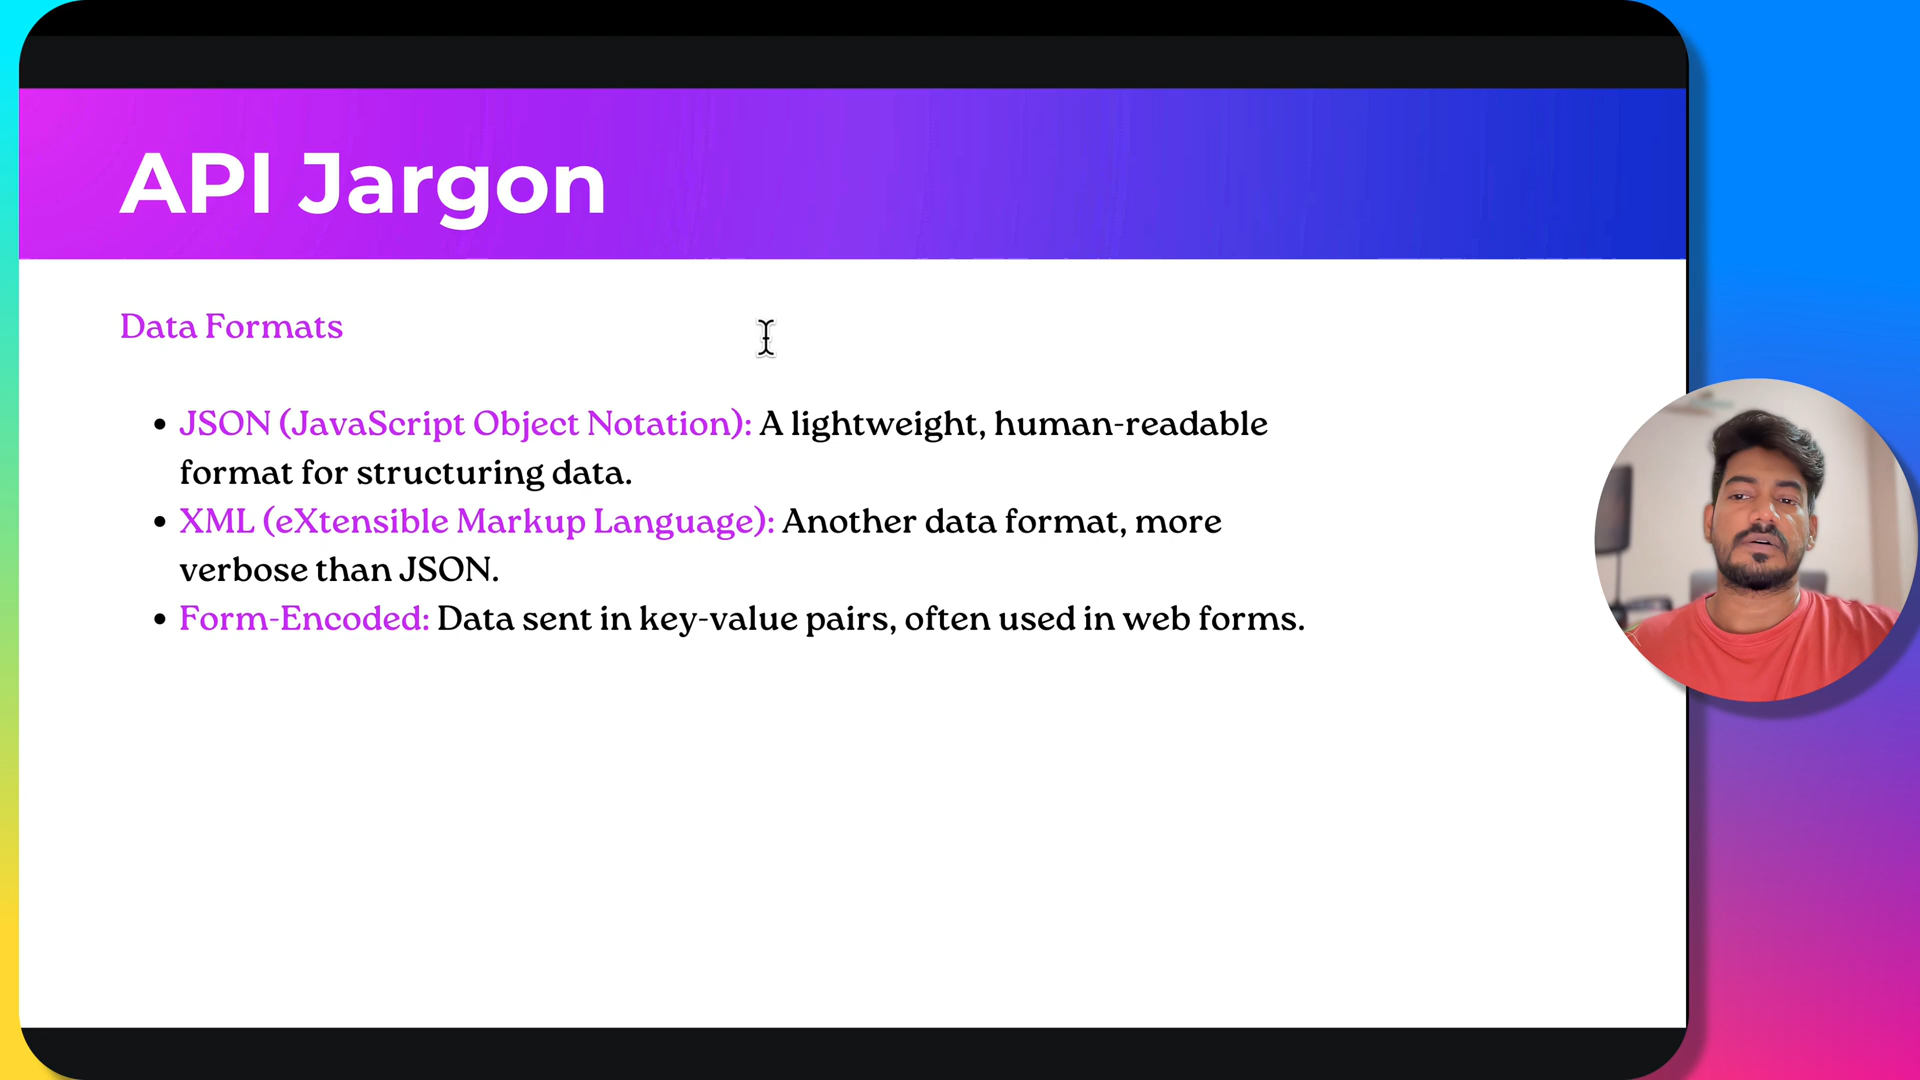 API Jargon
Data Formats
• JSON (JavaScript Object Notation): A lightweight, human-readable
format for structuring data.
• XML (eXtensible Markup Language): Another data format, more
verbose than JSON.
• Form-Encoded: Data sent in key-value pairs, often used in web forms.